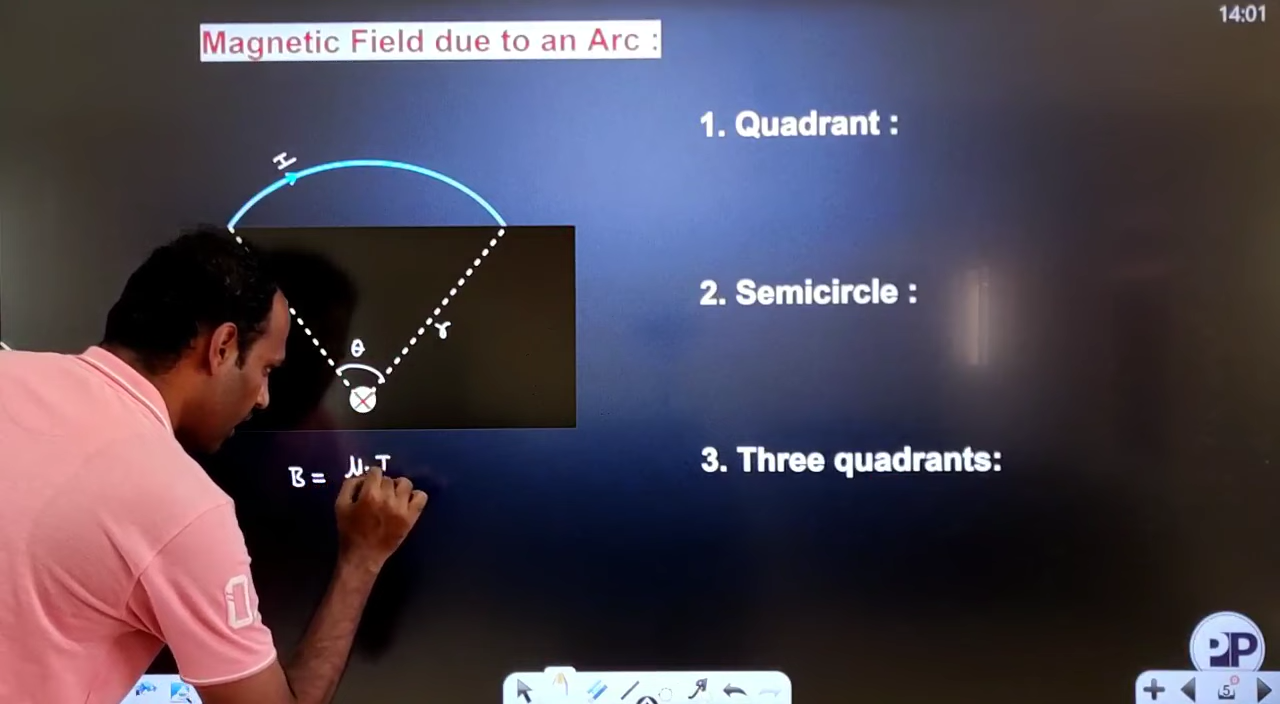 14:01
Magnetic Field due to an Arc :
I
1. Quadrant :
2. Semicircle :
r
θ
B = μ₀I
3. Three quadrants:
PP
5